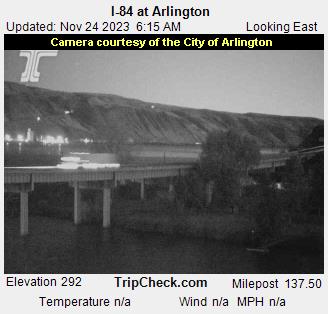 I-84 at Arlington
Updated: Nov 24 2023 6:15 AM Looking East
Camera courtesy of the City of Arlington
Elevation 292 TripCheck.com Milepost 137.50
Temperature n/a Wind n/a MPH n/a